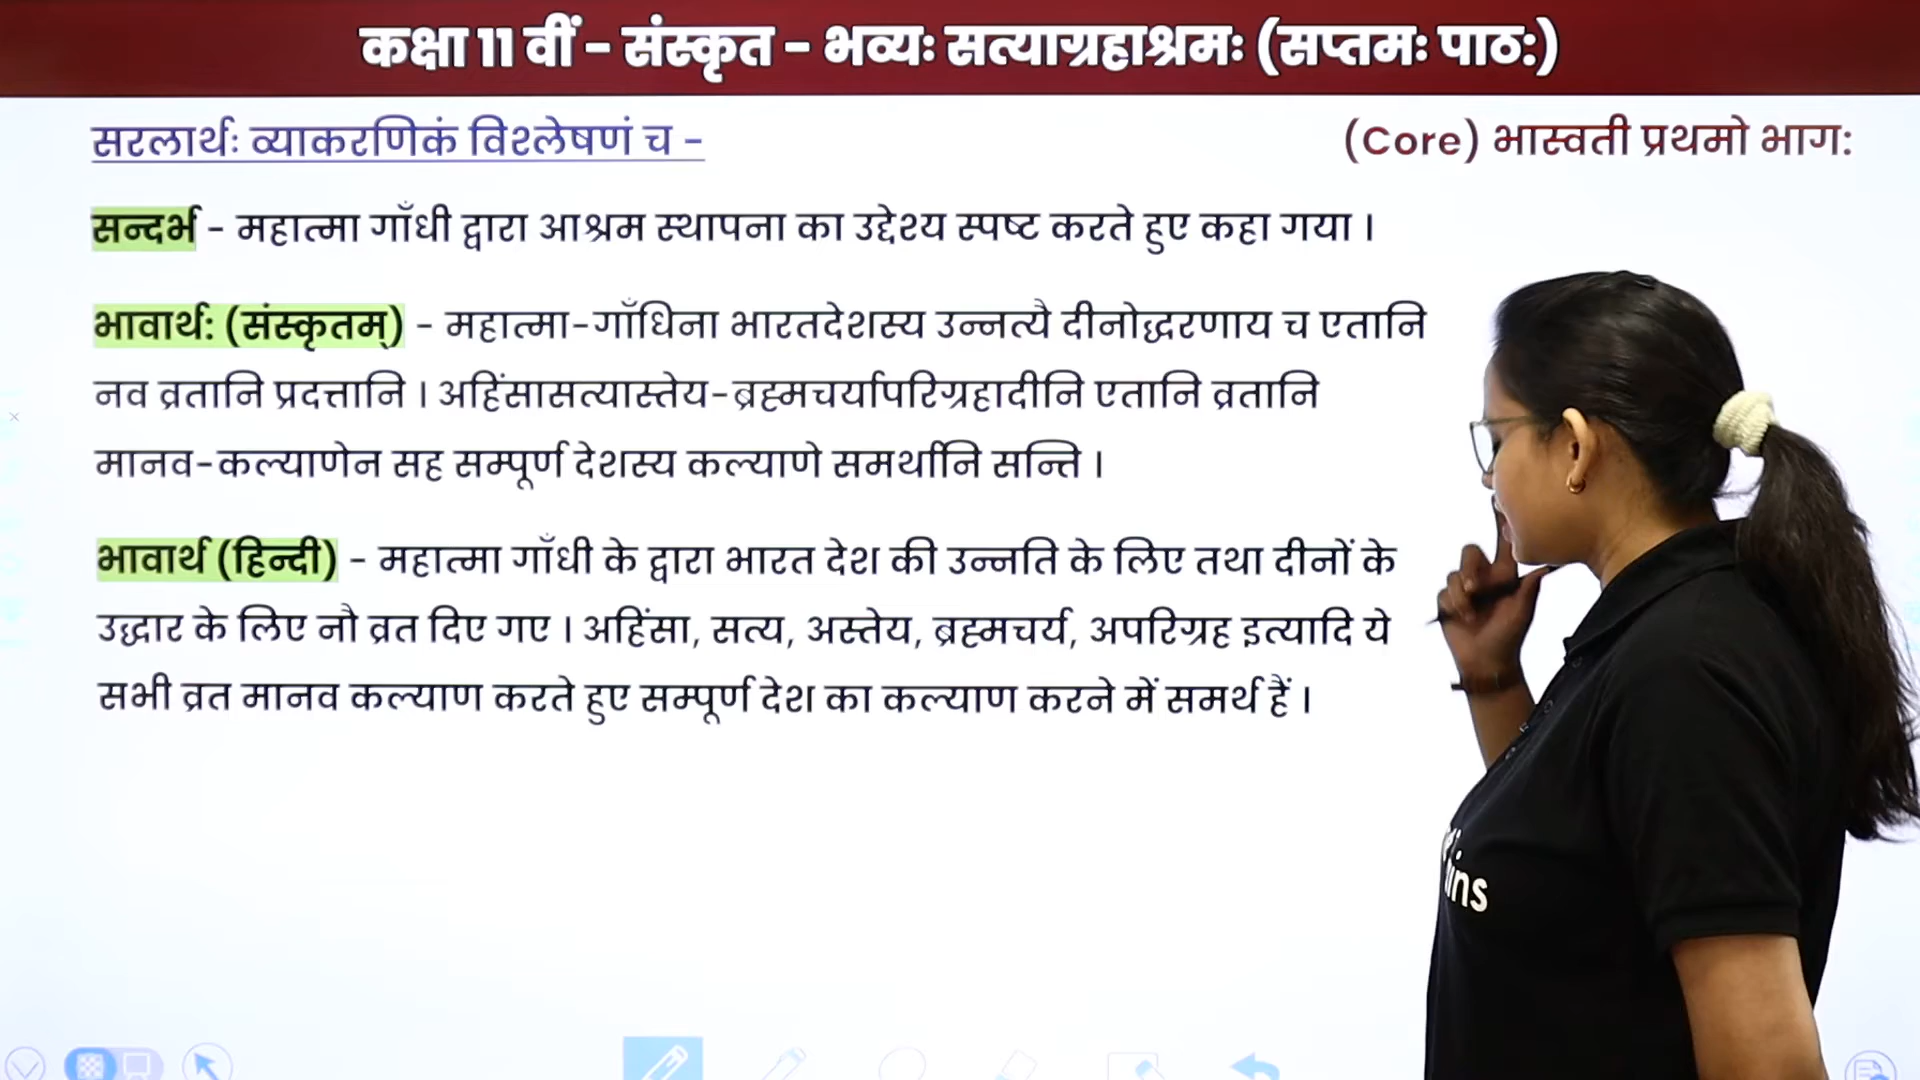 कक्षा 11 वीं - संस्कृत - भव्यः सत्याग्रहाश्रमः (सप्तमः पाठः)
सरलार्थः व्याकरणिकं विश्लेषणं च -
(Core) भास्वती प्रथमो भाग:
सन्दर्भ - महात्मा गाँधी द्वारा आश्रम स्थापना का उद्देश्य स्पष्ट करते हुए कहा गया ।
भावार्थ: (संस्कृतम्) - महात्मा-गाँधिना भारतदेशस्य उन्नत्यै दीनोद्धरणाय च एतानि
नव व्रतानि प्रदत्तानि । अहिंसासत्यास्तेय-ब्रह्मचर्यापरिग्रहादीनि एतानि व्रतानि
मानव-कल्याणेन सह सम्पूर्ण देशस्य कल्याणे समर्थानि सन्ति ।
भावार्थ (हिन्दी) - महात्मा गाँधी के द्वारा भारत देश की उन्नति के लिए तथा दीनों के
उद्धार के लिए नौ व्रत दिए गए । अहिंसा, सत्य, अस्तेय, ब्रह्मचर्य, अपरिग्रह इत्यादि ये
सभी व्रत मानव कल्याण करते हुए सम्पूर्ण देश का कल्याण करने में समर्थ हैं ।